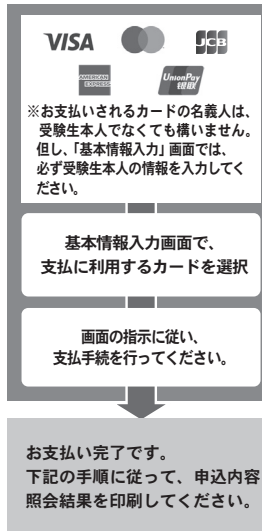 VISA JCB
AMERICAN EXPRESS UnionPay 银联
※お支払いされるカードの名義人は、
受験生本人でなくても構いません。
但し、「基本情報入力」画面では、
必ず受験生本人の情報を入力してく
ださい。
基本情報入力画面で、
支払に利用するカードを選択
画面の指示に従い、
支払手続を行ってください。
お支払い完了です。
下記の手順に従って、申込内容
照会結果を印刷してください。